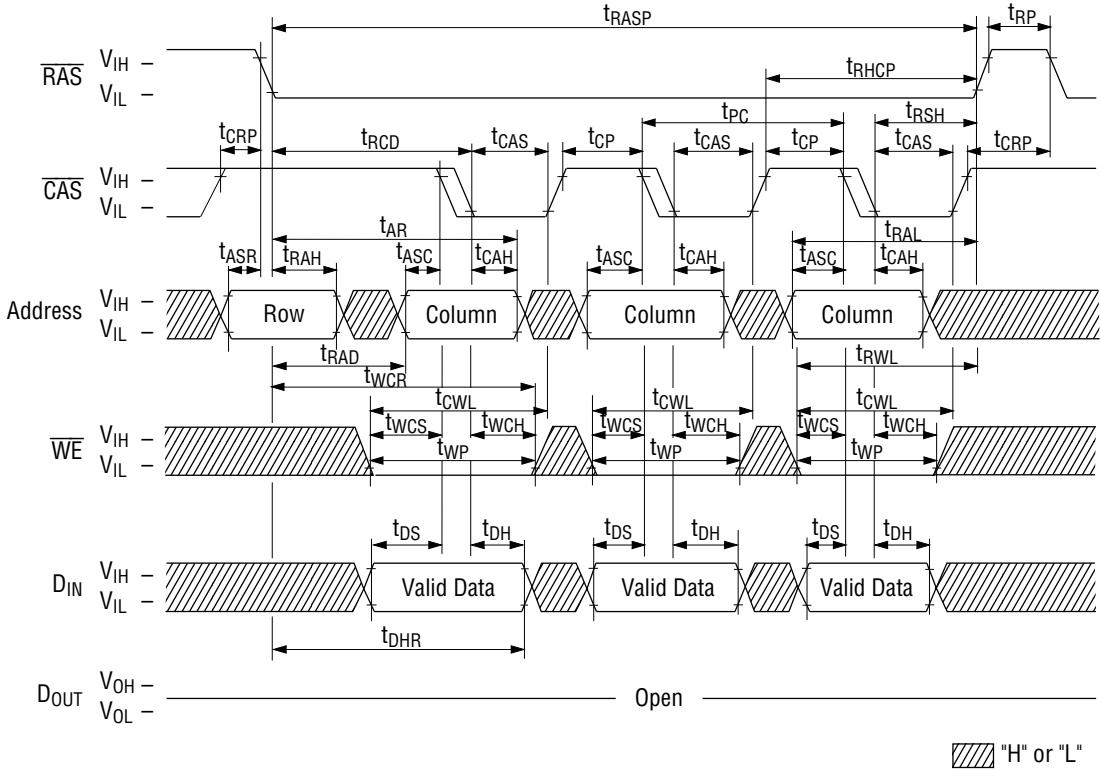 tRASP
tRP
RAS
VIH
VIL
tRHCP
tPC
tRSH
tCRP
tRCD
tCAS
tCP
tCAS
tCP
tCAS
tCRP
CAS
VIH
VIL
tAR
tRAL
tASR
tRAH
tASC
tCAH
tASC
tCAH
tASC
tCAH
Address
VIH
VIL
Row
Column
Column
Column
tRAD
tRWL
tWCR
tCWL
tCWL
tCWL
tWCS
tWCH
tWCS
tWCH
tWCS
tWCH
WE
VIH
VIL
tWP
tWP
tWP
tDS
tDH
tDS
tDH
tDS
tDH
DIN
VIH
VIL
Valid Data
Valid Data
Valid Data
tDHR
DOUT
VOH
VOL
Open
"H" or "L"